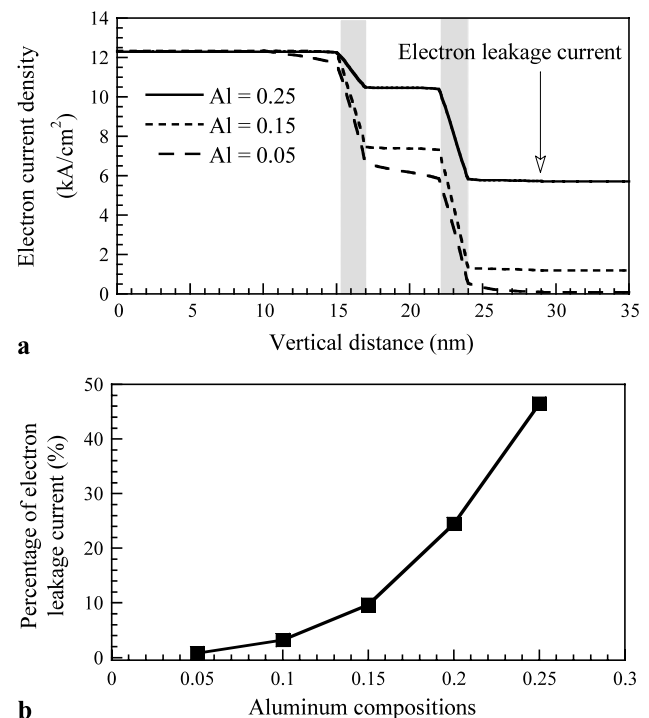 14
12
10
8
6
4
2
0
Electron current density
(kA/cm²)
Electron leakage current
Al = 0.25
Al = 0.15
Al = 0.05
0 5 10 15 20 25 30 35
Vertical distance (nm)
a
50
40
30
20
10
0
Percentage of electron
leakage current (%)
0 0.05 0.1 0.15 0.2 0.25 0.3
Aluminum compositions
b